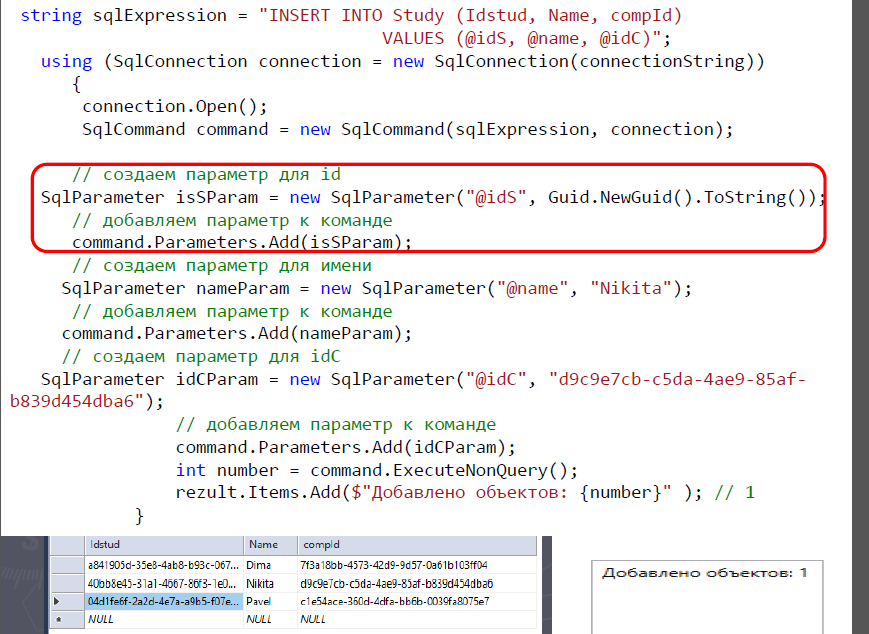 string sqlExpression = "INSERT INTO Study (Idstud, Name, compId)
VALUES (@idS, @name, @idC)";
using (SqlConnection connection = new SqlConnection(connectionString))
{
connection.Open();
SqlCommand command = new SqlCommand(sqlExpression, connection);
// создаем параметр для id
SqlParameter isSParam = new SqlParameter("@idS", Guid.NewGuid().ToString());
// добавляем параметр к команде
command.Parameters.Add(isSParam);
// создаем параметр для имени
SqlParameter nameParam = new SqlParameter("@name", "Nikita");
// добавляем параметр к команде
command.Parameters.Add(nameParam);
// создаем параметр для idC
SqlParameter idCParam = new SqlParameter("@idC", "d9c9e7cb-c5da-4ae9-85af-
b839d454dba6");
// добавляем параметр к команде
command.Parameters.Add(idCParam);
int number = command.ExecuteNonQuery();
rezult.Items.Add($"Добавлено объектов: {number}" ); // 1
}
Idstud Name compId
a841905d-35e8-4ab8-b93c-067... Dima 7f3a18bb-4573-42d9-9d57-0a61b103ff04
40bb8e45-31a1-4667-86f3-1e0... Nikita d9c9e7cb-c5da-4ae9-85af-b839d454dba6
04d1fe6f-2a2d-4e7a-a9b5-f07e... Pavel c1e54ace-360d-4dfa-bb6b-0039fa8075e7
NULL NULL NULL
Добавлено объектов: 1